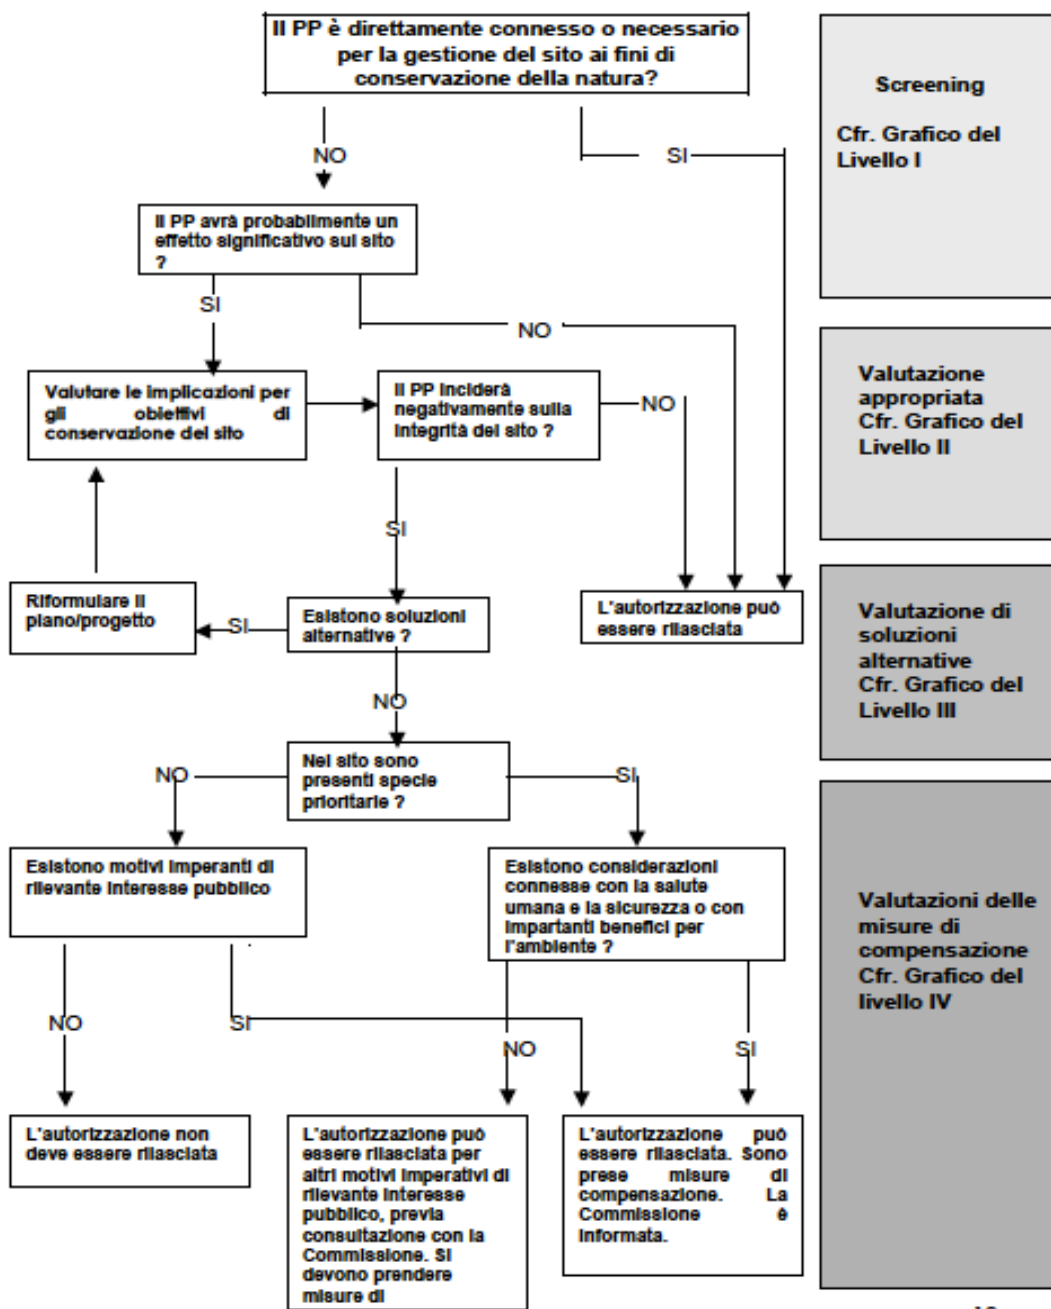 Il PP è direttamente connesso o necessario
per la gestione del sito ai fini di
conservazione della natura?
Screening
Cfr. Grafico del
Livello I
NO
SI
Il PP avrà probabilmente un
effetto significativo sul sito
?
SI
NO
Valutare le implicazioni per
gli obiettivi di
conservazione del sito
Il PP inciderà
negativamente sulla
integrità del sito ?
NO
Valutazione
appropriata
Cfr. Grafico del
Livello II
SI
Riformulare il
piano/progetto
SI
Esistono soluzioni
alternative ?
L'autorizzazione può
essere rilasciata
Valutazione di
soluzioni
alternative
Cfr. Grafico del
Livello III
NO
Nel sito sono
presenti specie
prioritarie ?
NO
SI
Esistono motivi imperanti di
rilevante interesse pubblico
Esistono considerazioni
connesse con la salute
umana e la sicurezza o con
impartanti benefici per
l'ambiente ?
Valutazioni delle
misure di
compensazione
Cfr. Grafico del
livello IV
NO
SI
NO
SI
L'autorizzazione non
deve essere rilasciata
L'autorizzazione può
essere rilasciata per
altri motivi imperativi di
rilevante interesse
pubblico, previa
consultazione con la
Commissione. Si
devono prendere
misure di
L'autorizzazione può
essere rilasciata. Sono
prese misure di
compensazione. La
Commissione è
informata.